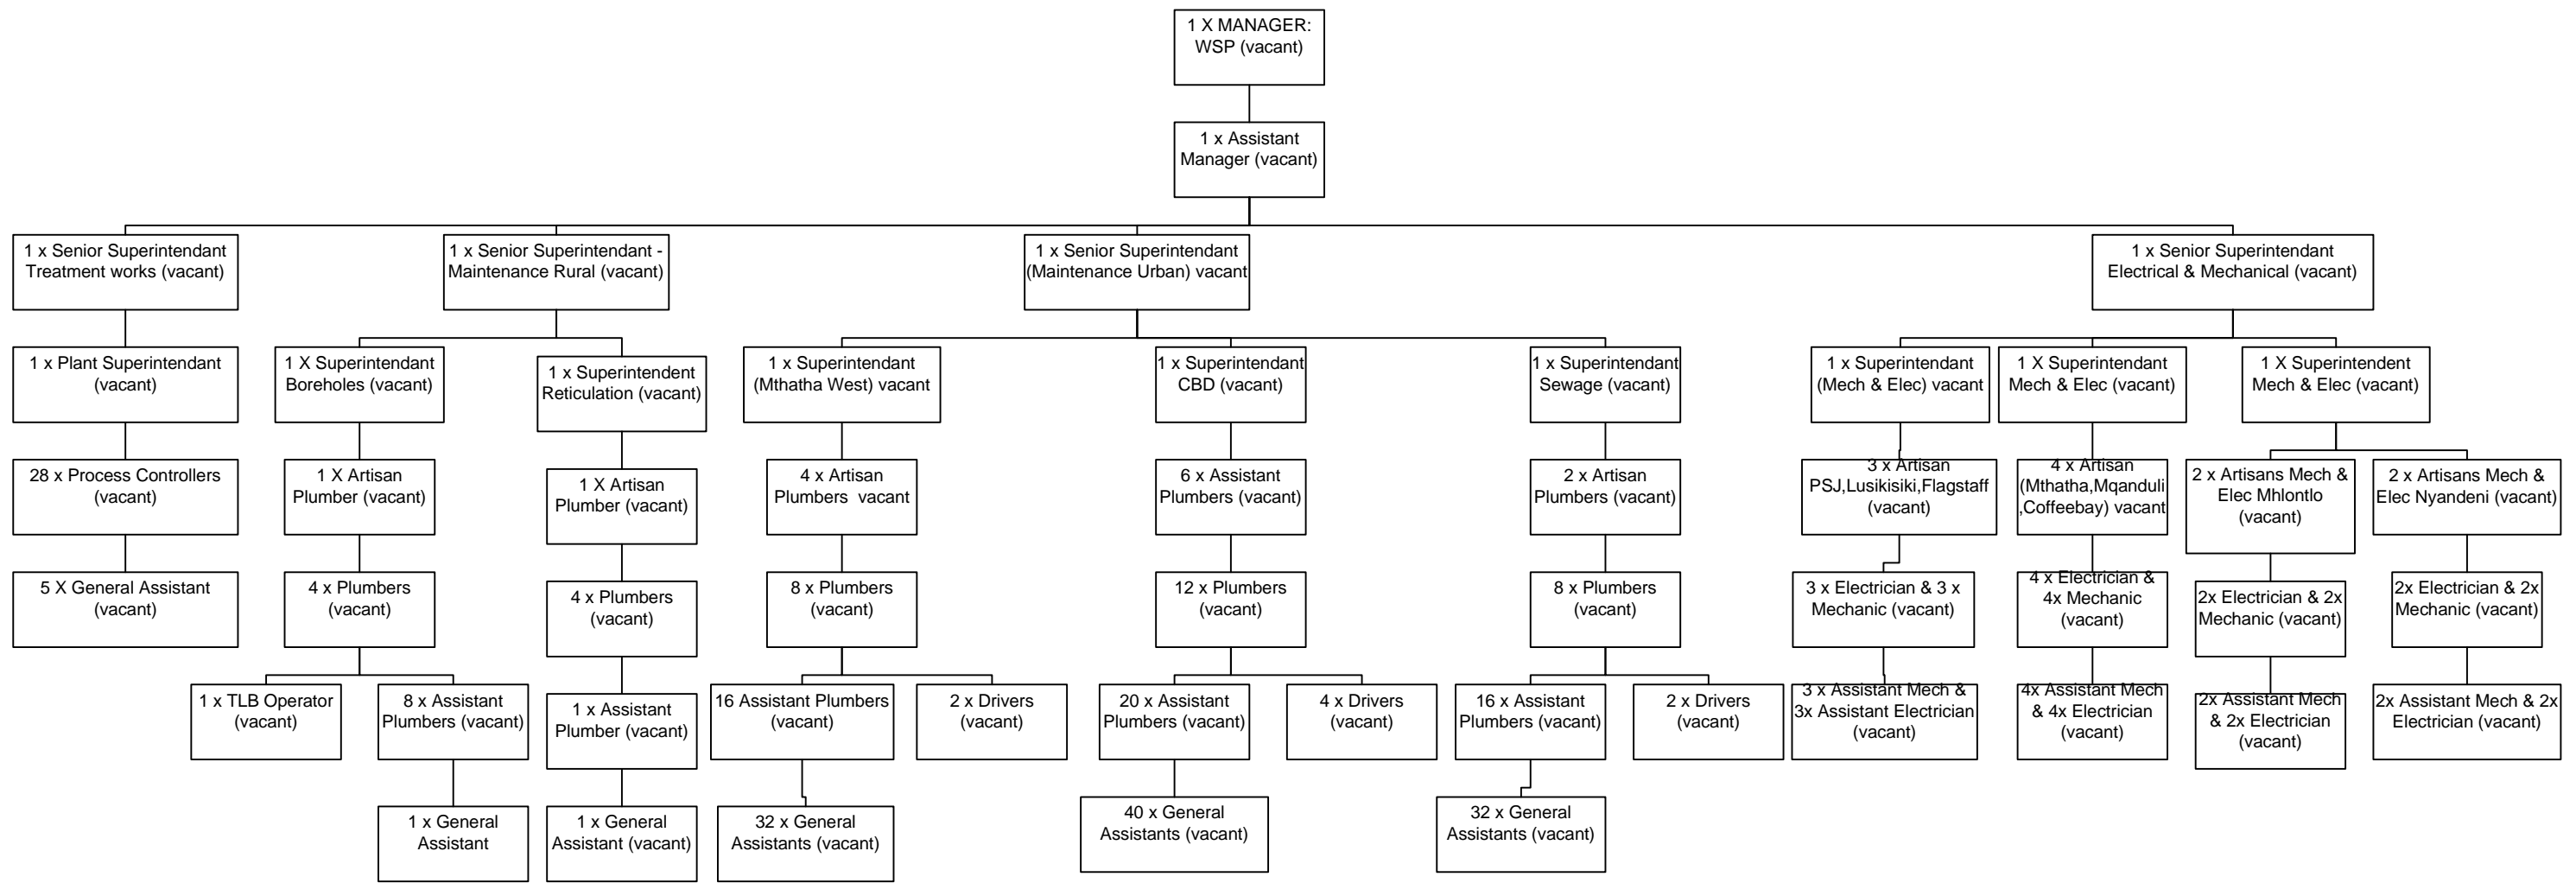 1 X MANAGER:
WSP (vacant)
1 x Assistant
Manager (vacant)
1 x Senior Superintendant
Treatment works (vacant)
1 x Senior Superintendant -
Maintenance Rural (vacant)
1 x Senior Superintendant
(Maintenance Urban) vacant
1 x Senior Superintendant
Electrical & Mechanical (vacant)
1 x Plant Superintendant
(vacant)
1 X Superintendant
Boreholes (vacant)
1 x Superintendent
Reticulation (vacant)
1 x Superintendant
(Mthatha West) vacant
1 x Superintendant
CBD (vacant)
1 x Superintendant
Sewage (vacant)
1 x Superintendant
(Mech & Elec) vacant
1 X Superintendant
Mech & Elec (vacant)
1 X Superintendent
Mech & Elec (vacant)
28 x Process Controllers
(vacant)
1 X Artisan
Plumber (vacant)
1 X Artisan
Plumber (vacant)
4 x Artisan
Plumbers  vacant
6 x Assistant
Plumbers (vacant)
2 x Artisan
Plumbers (vacant)
3 x Artisan
PSJ,Lusikisiki,Flagstaff
(vacant)
4 x Artisan
(Mthatha,Mqanduli
,Coffeebay) vacant
2 x Artisans Mech &
Elec Mhlontlo
(vacant)
2 x Artisans Mech &
Elec Nyandeni (vacant)
5 X General Assistant
(vacant)
4 x Plumbers
(vacant)
4 x Plumbers
(vacant)
8 x Plumbers
(vacant)
12 x Plumbers
(vacant)
8 x Plumbers
(vacant)
3 x Electrician & 3 x
Mechanic (vacant)
4 x Electrician &
4x Mechanic
(vacant)
2x Electrician & 2x
Mechanic (vacant)
2x Electrician & 2x
Mechanic (vacant)
1 x TLB Operator
(vacant)
8 x Assistant
Plumbers (vacant)
1 x Assistant
Plumber (vacant)
16 Assistant Plumbers
(vacant)
2 x Drivers
(vacant)
20 x Assistant
Plumbers (vacant)
4 x Drivers
(vacant)
16 x Assistant
Plumbers (vacant)
2 x Drivers
(vacant)
3 x Assistant Mech &
3x Assistant Electrician
(vacant)
4x Assistant Mech
& 4x Electrician
(vacant)
2x Assistant Mech
& 2x Electrician
(vacant)
2x Assistant Mech & 2x
Electrician (vacant)
1 x General
Assistant
1 x General
Assistant (vacant)
32 x General
Assistants (vacant)
40 x General
Assistants (vacant)
32 x General
Assistants (vacant)